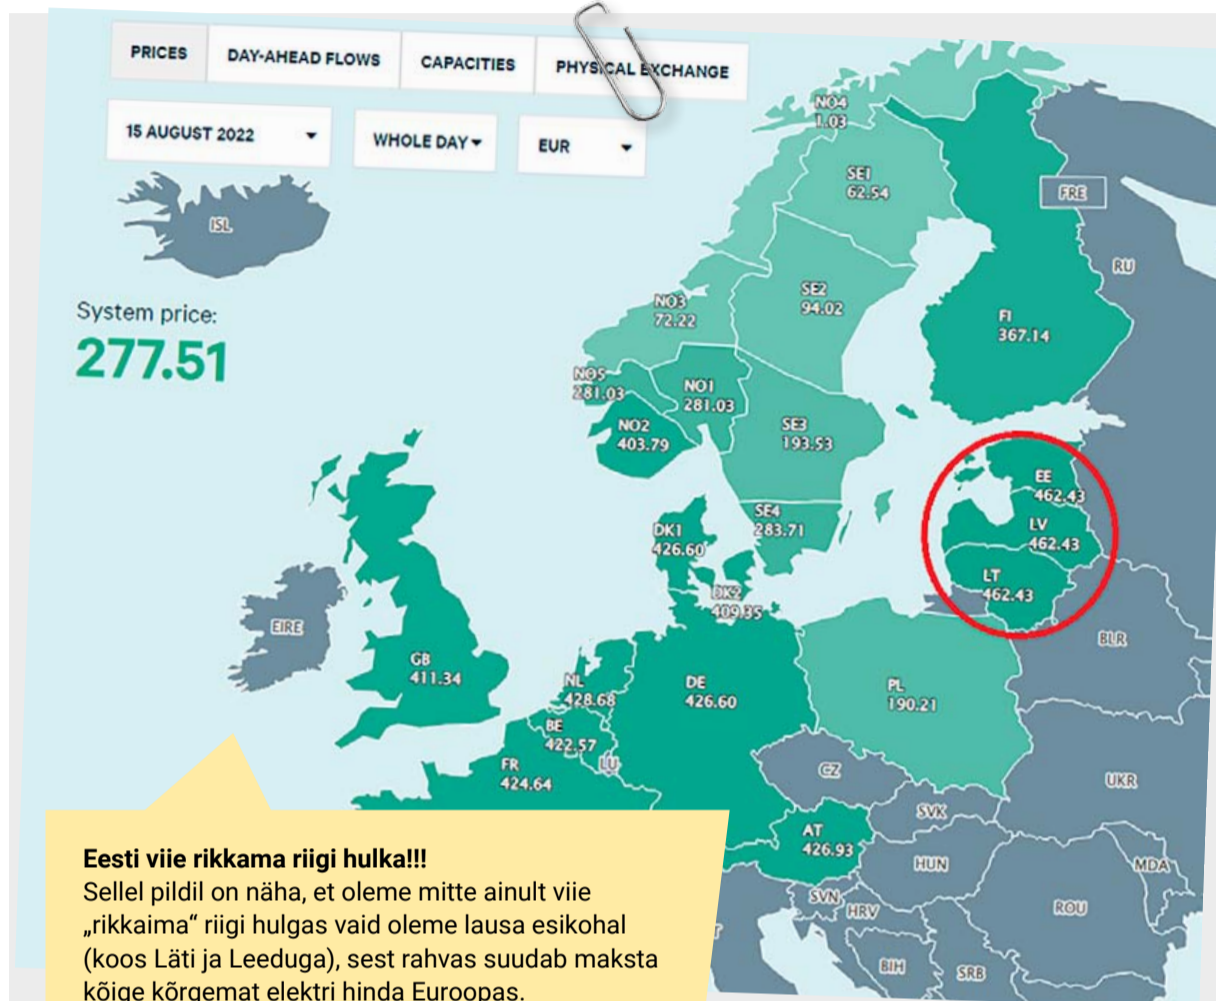 PRICES
DAY-AHEAD FLOWS
CAPACITIES
PHYSICAL EXCHANGE
15 AUGUST 2022
WHOLE DAY
EUR
ISL
System price:
277.51
NO4
1.03
SE1
62.54
FRE
RU
SE2
94.02
NO3
72.22
FI
367.14
NO5
281.03
NO1
281.03
NO2
403.79
SE3
193.53
EE
462.43
SE4
283.71
LV
462.43
DK1
426.60
LT
462.43
DK2
409.35
EIRE
BLR
GB
411.34
NL
428.68
DE
426.60
PL
190.21
BE
422.57
LU
FR
424.64
CZ
UKR
SVK
AT
426.93
HUN
MDA
SVN
HRV
ROU
BIH
SRB
Eesti viie rikkama riigi hulka!!!
Sellel pildil on näha, et oleme mitte ainult viie
„rikkaima“ riigi hulgas vaid oleme lausa esikohal
(koos Läti ja Leeduga), sest rahvas suudab maksta
kõige kõrgemat elektri hinda Euroopas.